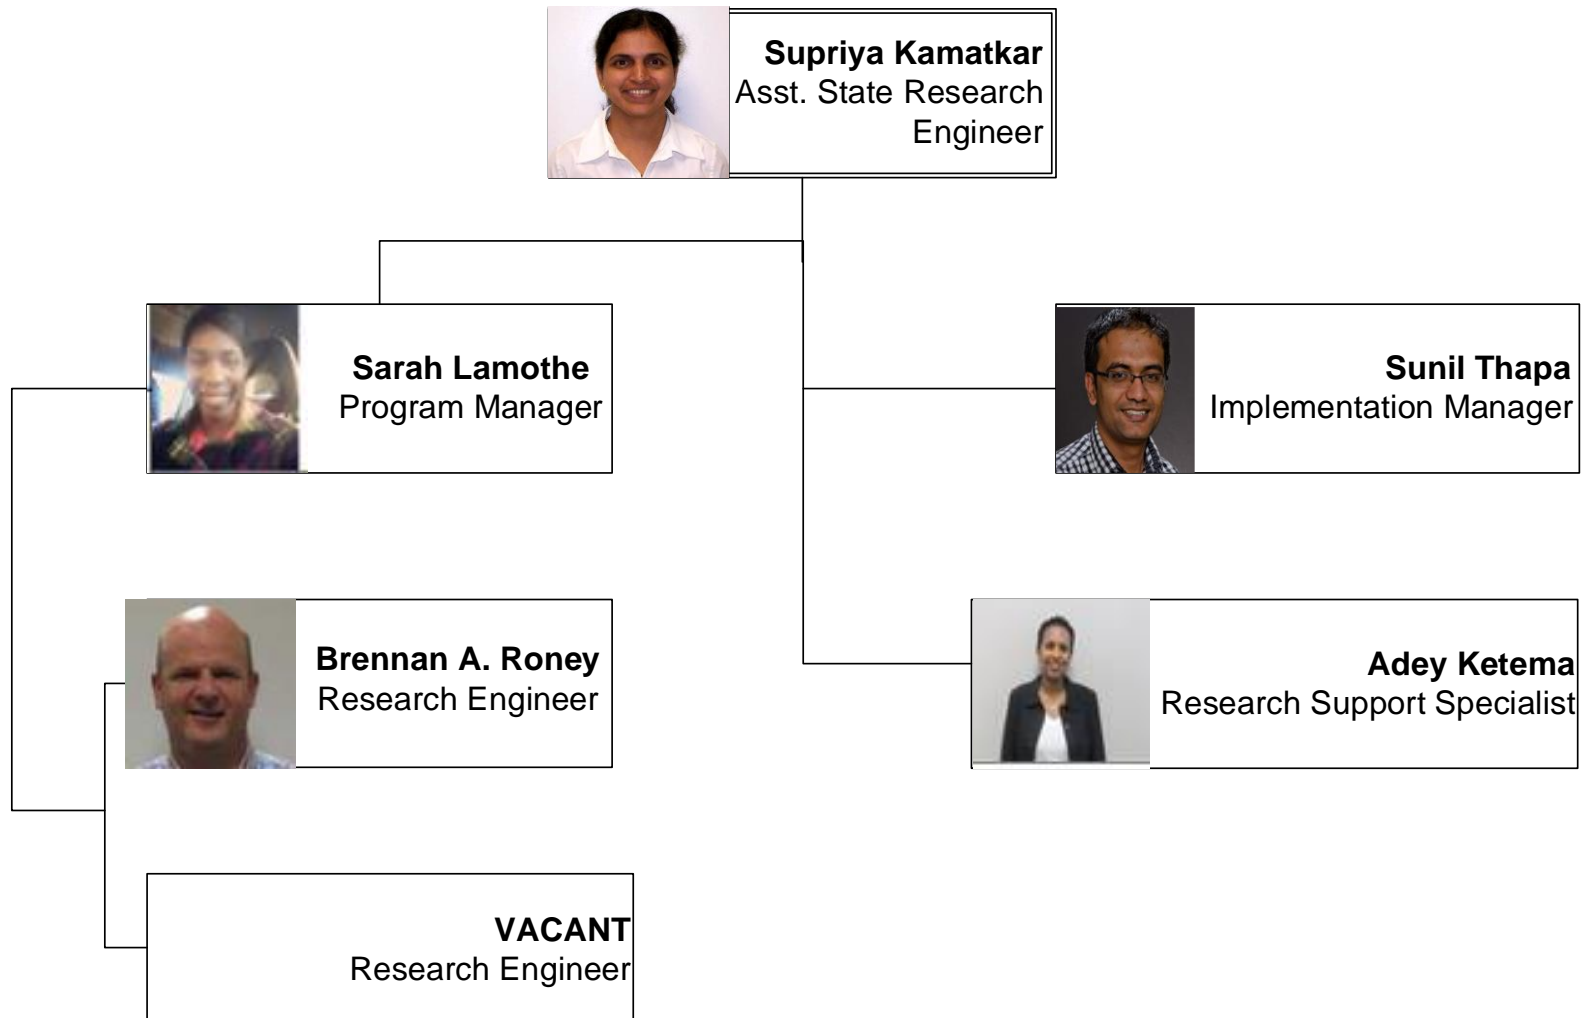 Supriya Kamatkar
Asst. State Research
Engineer
Sarah Lamothe
Program Manager
Sunil Thapa
Implementation Manager
Brennan A. Roney
Research Engineer
Adey Ketema
Research Support Specialist
VACANT
Research Engineer